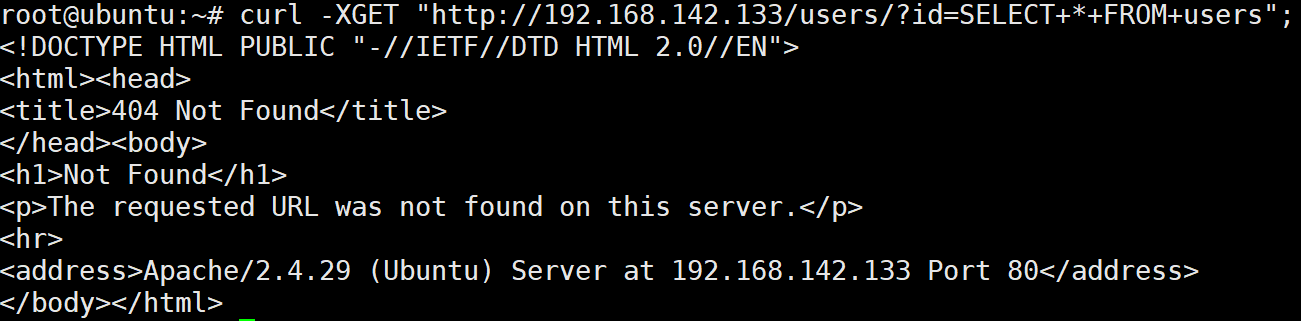 root@ubuntu:~# curl -XGET "http://192.168.142.133/users/?id=SELECT+*+FROM+users";
<!DOCTYPE HTML PUBLIC "-//IETF//DTD HTML 2.0//EN">
<html><head>
<title>404 Not Found</title>
</head><body>
<h1>Not Found</h1>
<p>The requested URL was not found on this server.</p>
<hr>
<address>Apache/2.4.29 (Ubuntu) Server at 192.168.142.133 Port 80</address>
</body></html>